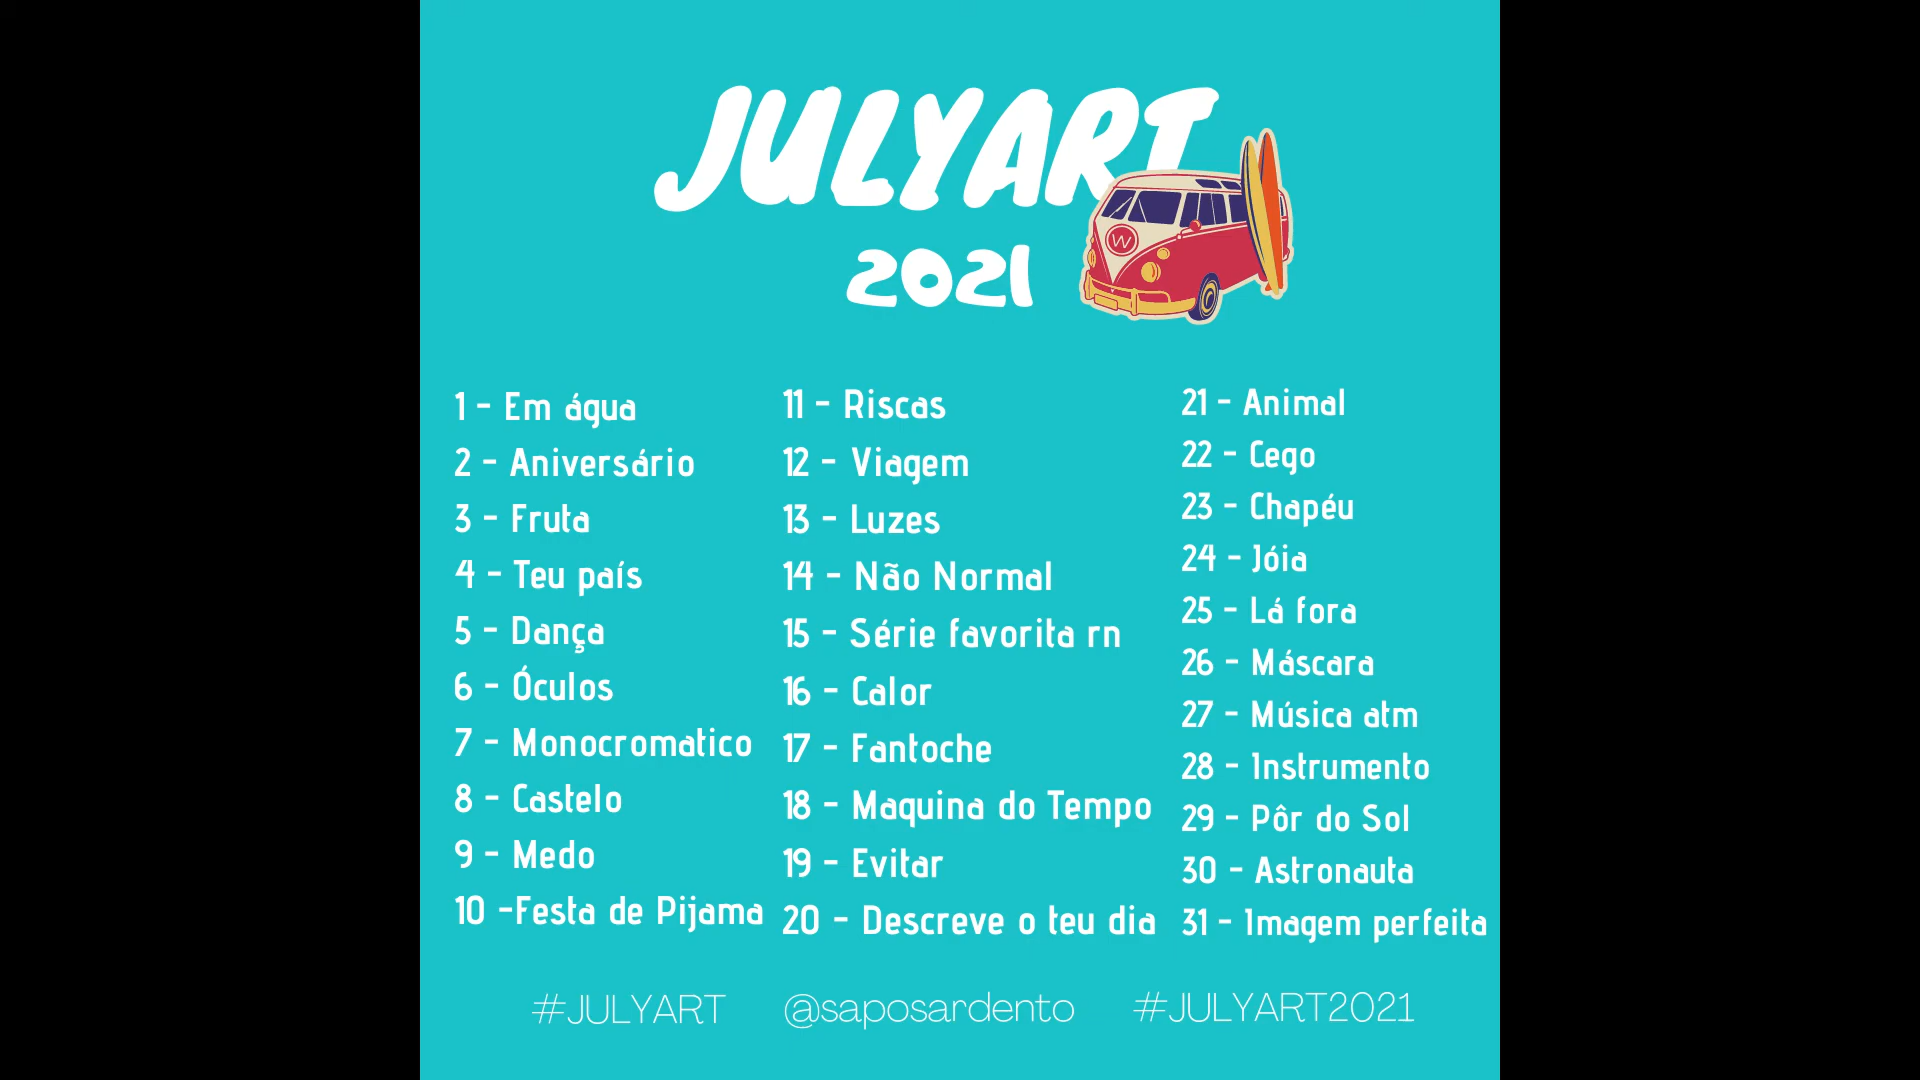 JULYART
2021
W
1 - Em água
2 - Aniversário
3 - Fruta
4 - Teu país
5 - Dança
6 - Óculos
7 - Monocromatico
8 - Castelo
9 - Medo
10 -Festa de Pijama
11 - Riscas
12 - Viagem
13 - Luzes
14 - Não Normal
15 - Série favorita rn
16 - Calor
17 - Fantoche
18 - Maquina do Tempo
19 - Evitar
20 - Descreve o teu dia
21 - Animal
22 - Cego
23 - Chapéu
24 - Jóia
25 - Lá fora
26 - Máscara
27 - Música atm
28 - Instrumento
29 - Pôr do Sol
30 - Astronauta
31 - Imagem perfeita
#JULYART @saposardento #JULYART2021